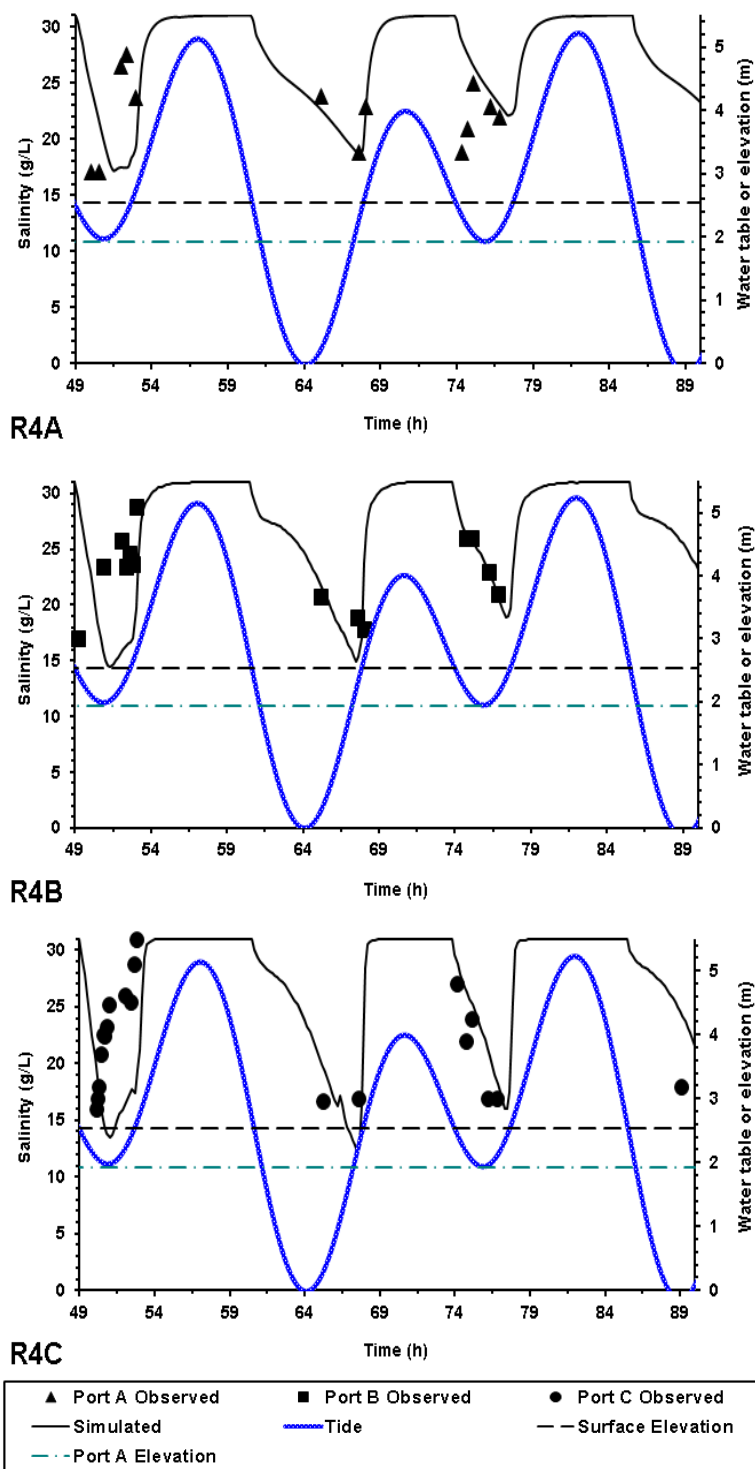 30
25
20
15
10
5
0
Salinity (g/L)
5
4
3
2
1
0
Water table or elevation (m)
49 54 59 64 69 74 79 84 89
Time (h)
R4A
30
25
20
15
10
5
0
Salinity (g/L)
5
4
3
2
1
0
Water table or elevation (m)
49 54 59 64 69 74 79 84 89
Time (h)
R4B
30
25
20
15
10
5
0
Salinity (g/L)
5
4
3
2
1
0
Water table or elevation (m)
49 54 59 64 69 74 79 84 89
Time (h)
R4C
Port A Observed Port B Observed Port C Observed
Simulated Tide Surface Elevation
Port A Elevation